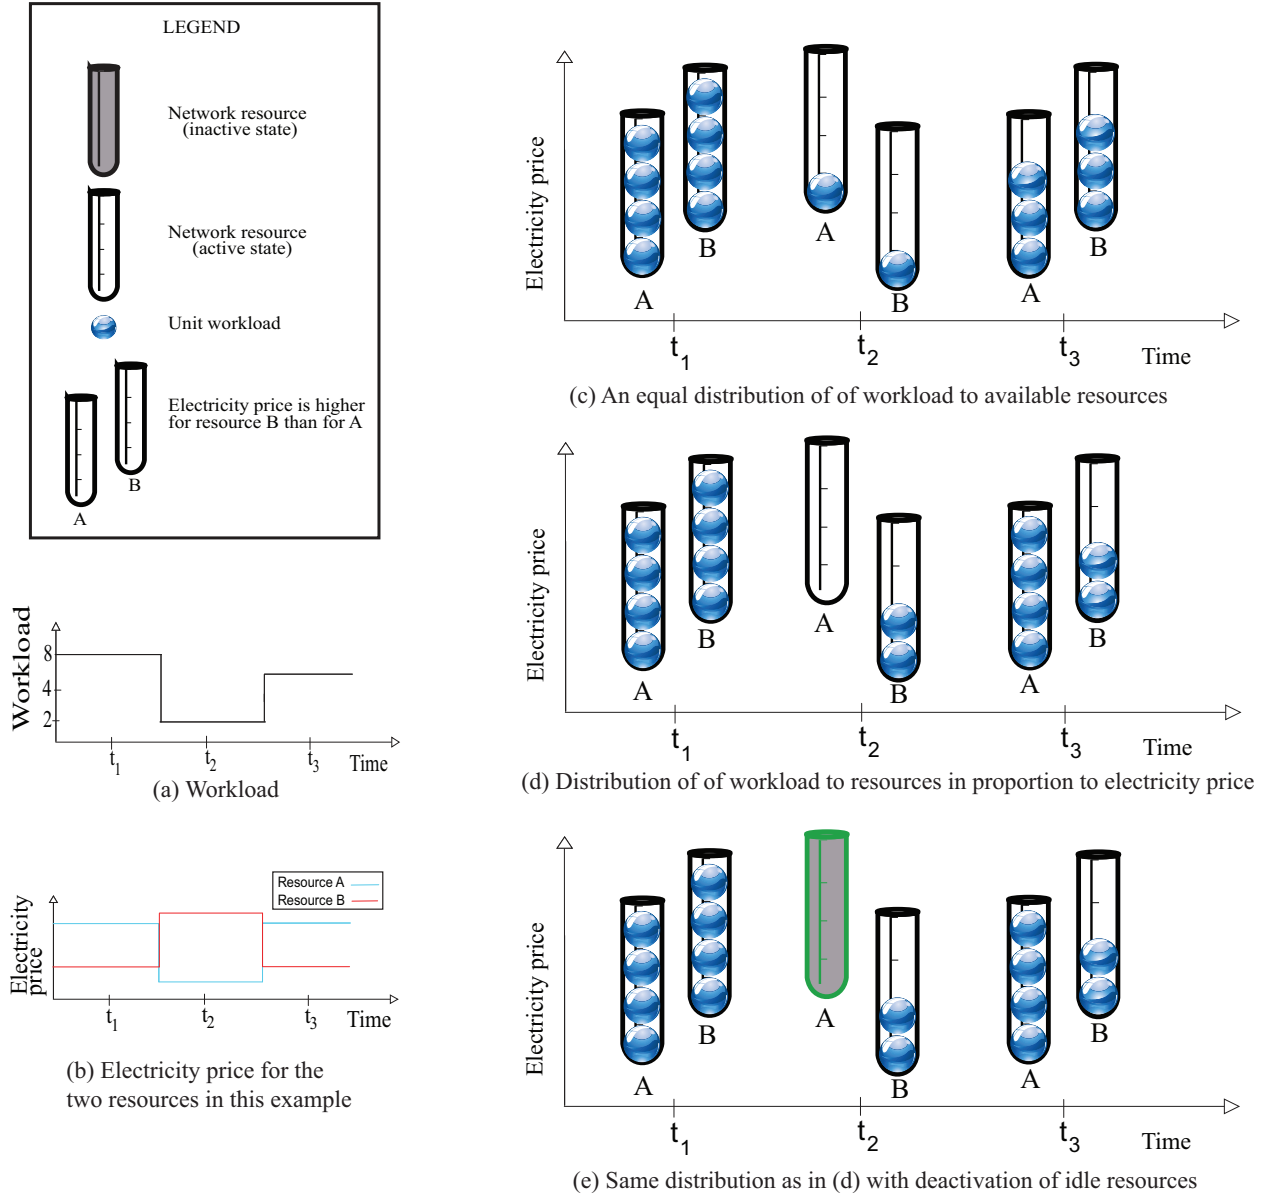 LEGEND
Network resource
(inactive state)
Network resource
(active state)
Unit workload
Electricity price is higher
for resource B than for A
B
A
Workload
8
4
2
t1
t2
t3
Time
(a) Workload
Electricity
price
Resource A
Resource B
t1
t2
t3
Time
(b) Electricity price for the
two resources in this example
Electricity price
A
B
A
B
A
B
t1
t2
t3
Time
(c) An equal distribution of of workload to available resources
Electricity price
A
B
A
B
A
B
t1
t2
t3
Time
(d) Distribution of of workload to resources in proportion to electricity price
Electricity price
A
B
A
B
A
B
t1
t2
t3
Time
(e) Same distribution as in (d) with deactivation of idle resources